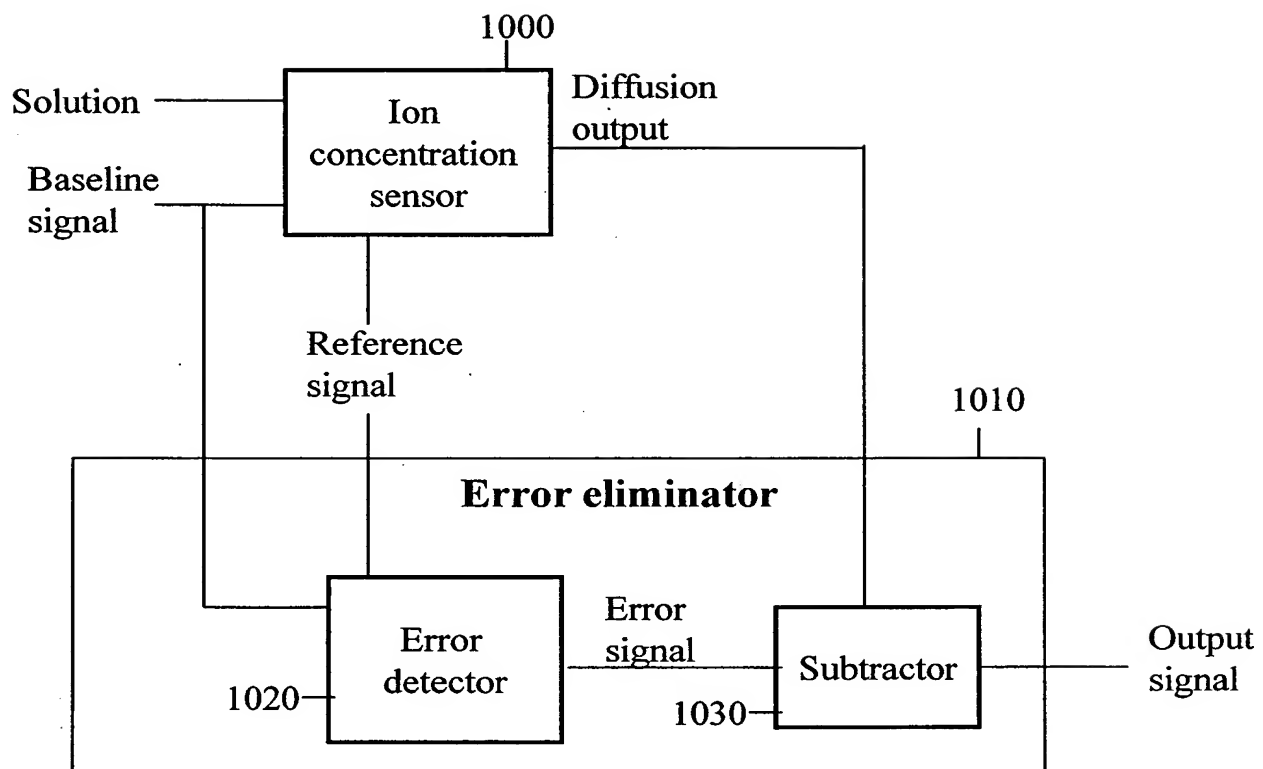 1000
Solution
Ion
concentration
sensor
Diffusion
output
Baseline
signal
Reference
signal
1010
Error eliminator
Error
detector
1020
Error
signal
Subtractor
1030
Output
signal